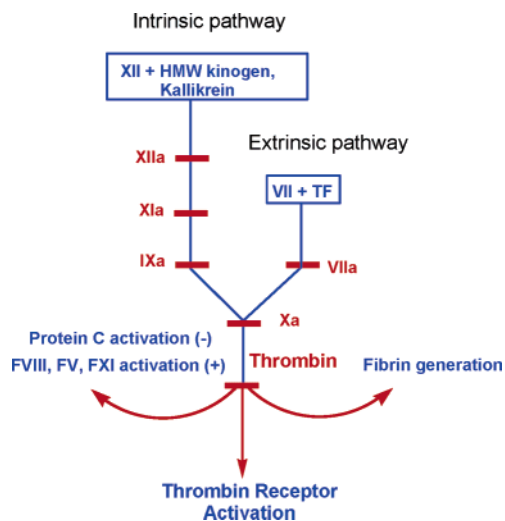 Intrinsic pathway
XII + HMW kinogen,
Kallikrein
XIIa
Extrinsic pathway
VII + TF
XIa
IXa
VIIa
Xa
Protein C activation (-)
FVIII, FV, FXI activation (+)
Thrombin
Fibrin generation
Thrombin Receptor
Activation